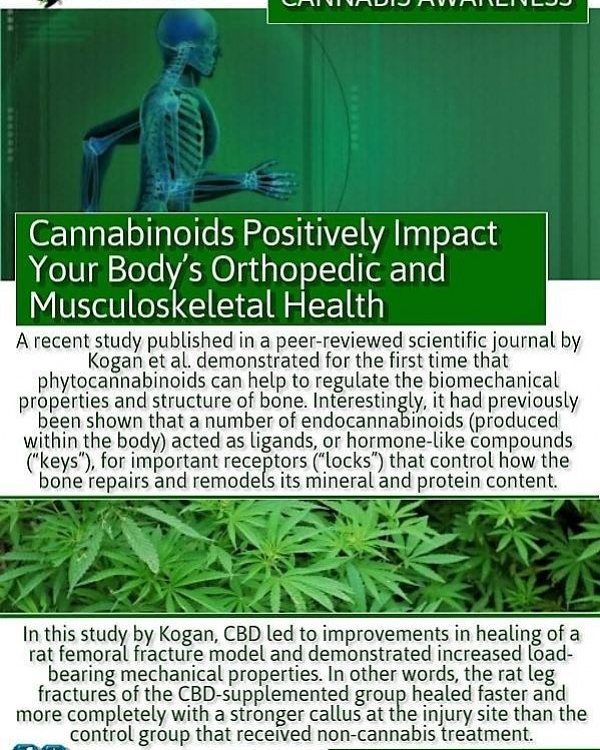 CANNABIS AWARENESS
Cannabinoids Positively Impact
Your Body's Orthopedic and
Musculoskeletal Health
A recent study published in a peer-reviewed scientific journal by
Kogan et al. demonstrated for the first time that
phytocannabinoids can help to regulate the biomechanical
properties and structure of bone. Interestingly, it had previously
been shown that a number of endocannabinoids (produced
within the body) acted as ligands, or hormone-like compounds
("keys"), for important receptors ("locks") that control how the
bone repairs and remodels its mineral and protein content.
In this study by Kogan, CBD led to improvements in healing of a
rat femoral fracture model and demonstrated increased load-
bearing mechanical properties. In other words, the rat leg
fractures of the CBD-supplemented group healed faster and
more completely with a stronger callus at the injury site than the
control group that received non-cannabis treatment.